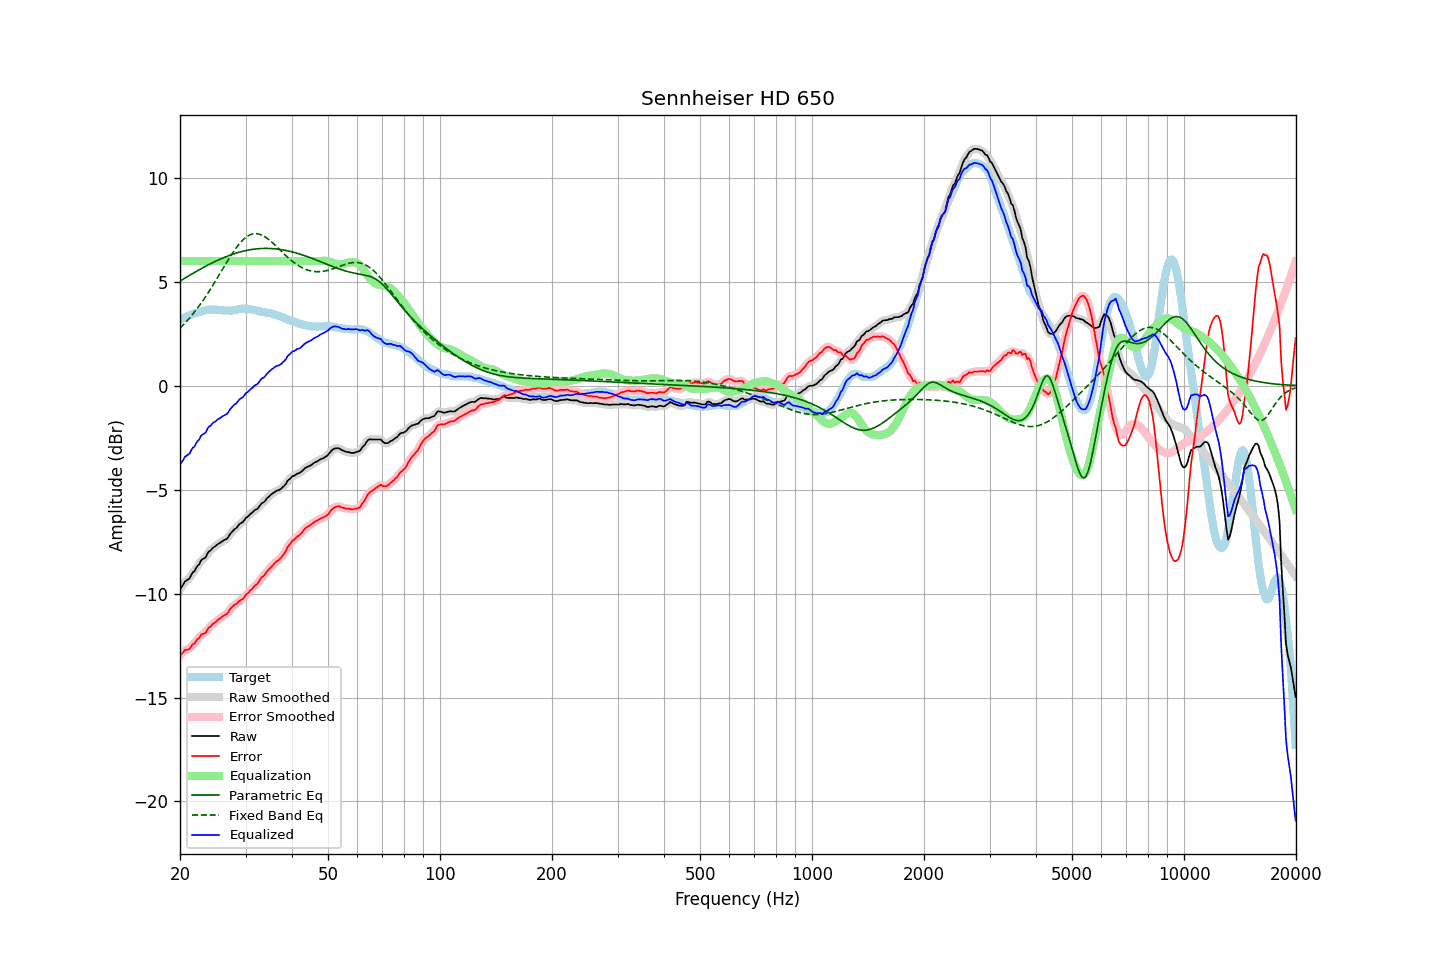 Sennheiser HD 650
Amplitude (dBr)
10
5
0
−5
−10
−15
−20
Target
Raw Smoothed
Error Smoothed
Raw
Error
Equalization
Parametric Eq
Fixed Band Eq
Equalized
20 50 100 200 500 1000 2000 5000 10000 20000
Frequency (Hz)